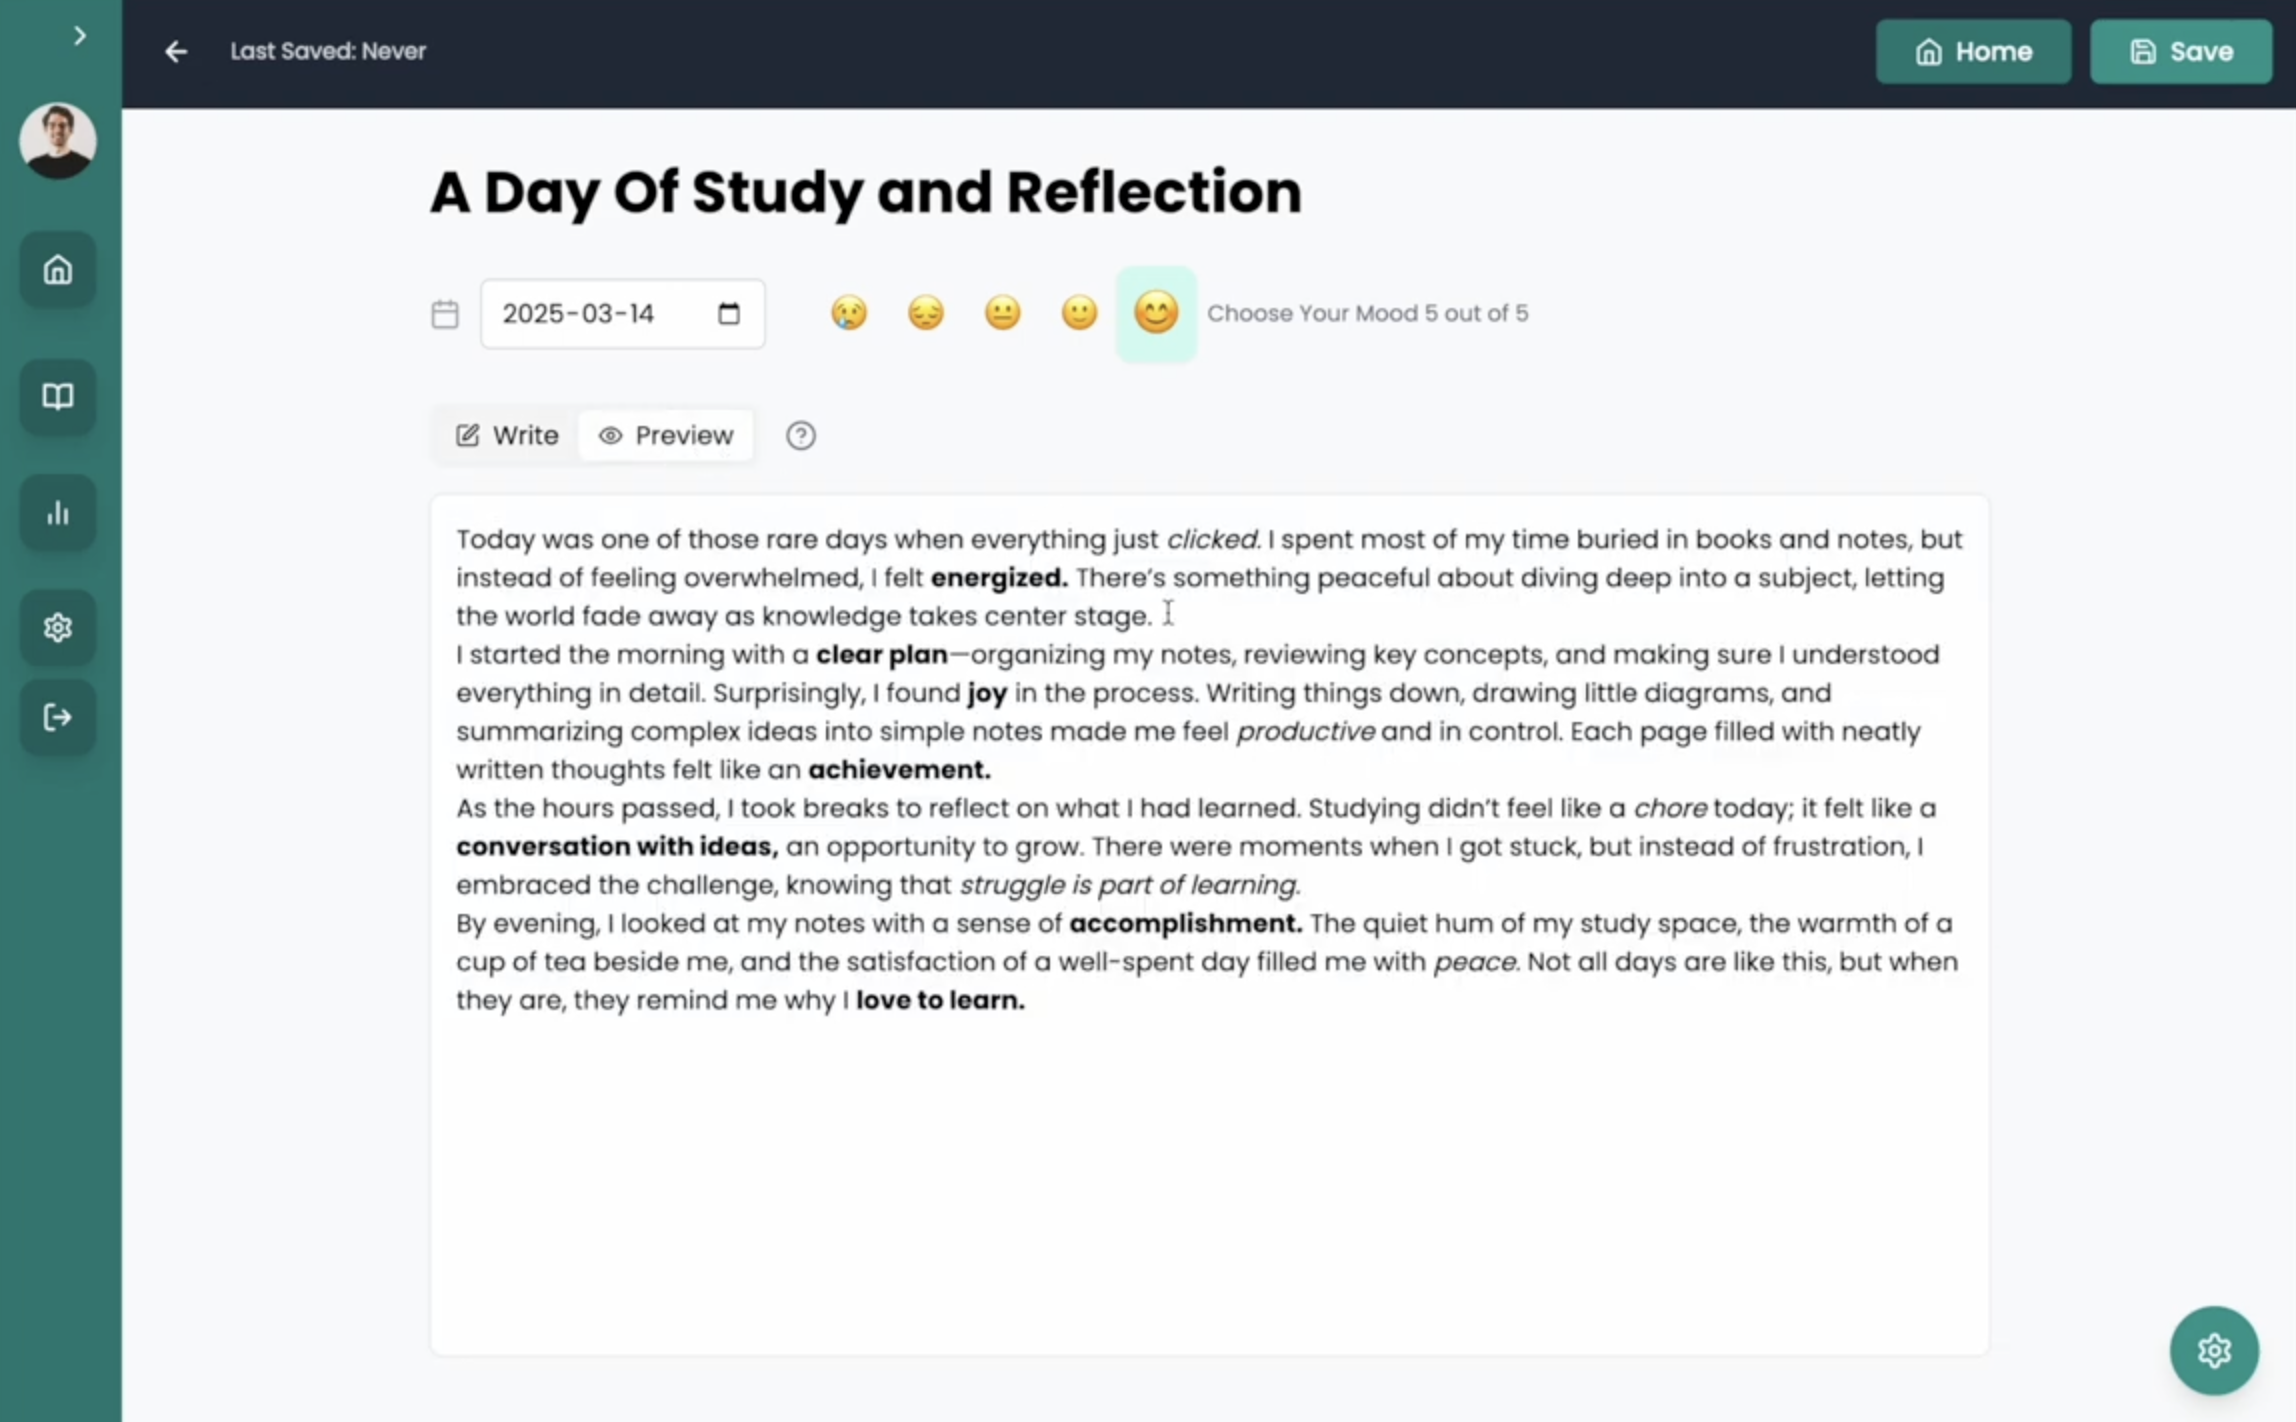 Last Saved: Never
Home
Save
A Day Of Study and Reflection
2025-03-14
Choose Your Mood 5 out of 5
Write
Preview
Today was one of those rare days when everything just clicked. I spent most of my time buried in books and notes, but
instead of feeling overwhelmed, I felt energized. There's something peaceful about diving deep into a subject, letting
the world fade away as knowledge takes center stage.
I started the morning with a clear plan—organizing my notes, reviewing key concepts, and making sure I understood
everything in detail. Surprisingly, I found joy in the process. Writing things down, drawing little diagrams, and
summarizing complex ideas into simple notes made me feel productive and in control. Each page filled with neatly
written thoughts felt like an achievement.
As the hours passed, I took breaks to reflect on what I had learned. Studying didn't feel like a chore today; it felt like a
conversation with ideas, an opportunity to grow. There were moments when I got stuck, but instead of frustration, I
embraced the challenge, knowing that struggle is part of learning.
By evening, I looked at my notes with a sense of accomplishment. The quiet hum of my study space, the warmth of a
cup of tea beside me, and the satisfaction of a well-spent day filled me with peace. Not all days are like this, but when
they are, they remind me why I love to learn.